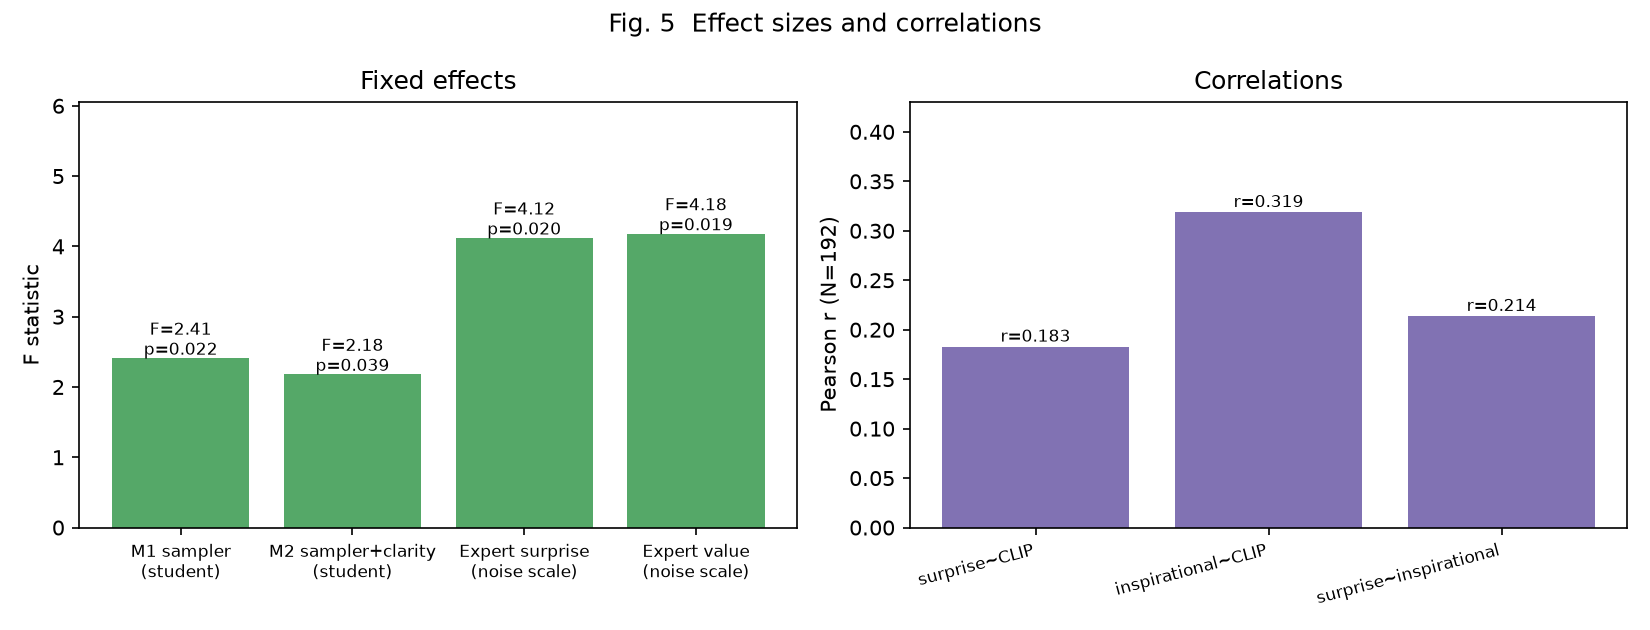 Fig. 5  Effect sizes and correlations
Fixed effects
F statistic
6
5
4
3
2
1
0
F=2.41
p=0.022
F=2.18
p=0.039
F=4.12
p=0.020
F=4.18
p=0.019
M1 sampler
(student)
M2 sampler+clarity
(student)
Expert surprise
(noise scale)
Expert value
(noise scale)
Correlations
Pearson r (N=192)
0.40
0.35
0.30
0.25
0.20
0.15
0.10
0.05
0.00
r=0.183
r=0.319
r=0.214
surprise~CLIP
inspirational~CLIP
surprise~inspirational